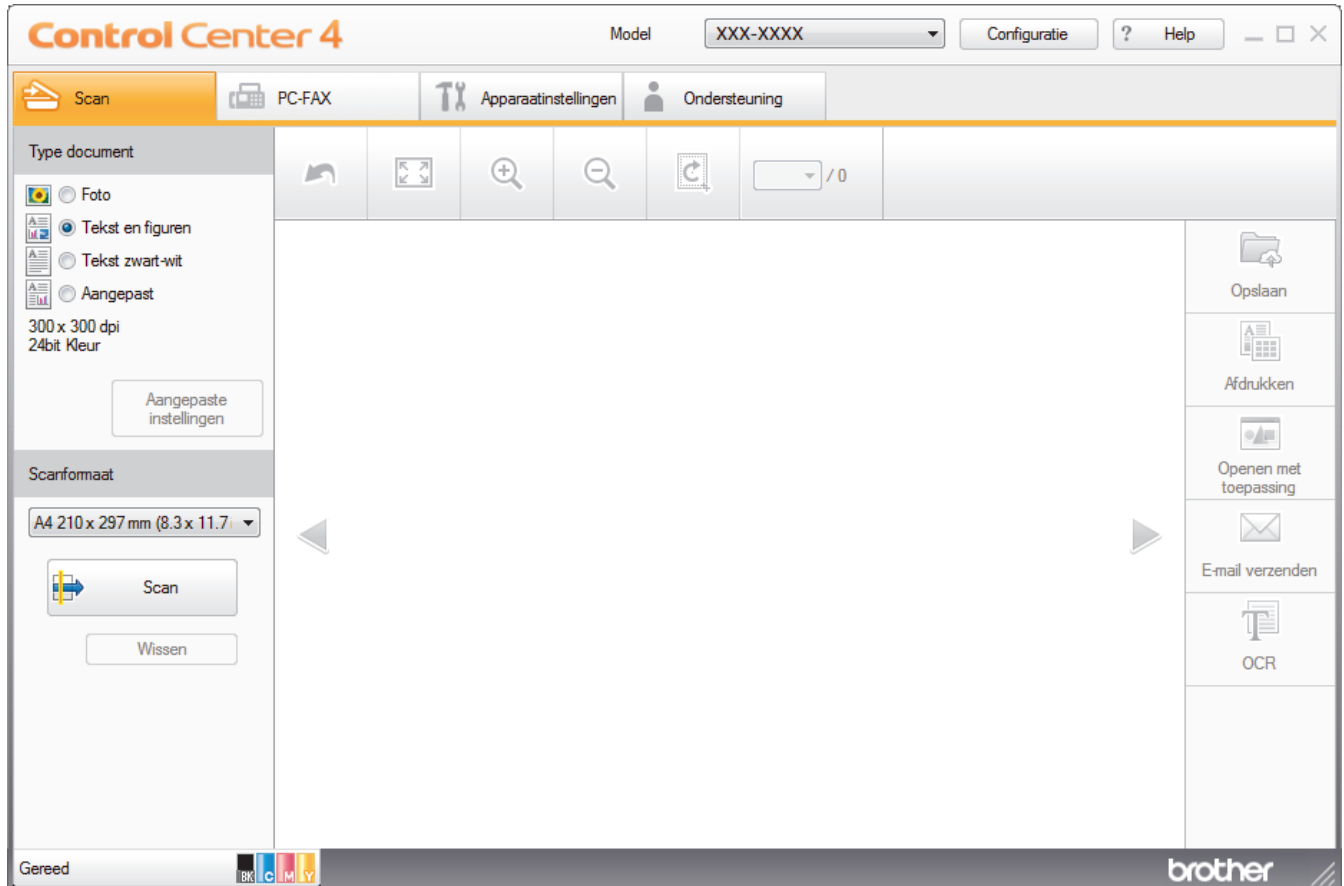 Control Center 4
Model
XXX-XXXX
Configuratie
? Help
Scan
PC-FAX
Apparaatinstellingen
Ondersteuning
Type document
Foto
Tekst en figuren
Tekst zwart-wit
Aangepast
300 x 300 dpi
24bit Kleur
Aangepaste
instellingen
Scanformaat
A4 210 x 297 mm (8.3 x 11.7
Scan
Wissen
/ 0
Opslaan
Afdrukken
Openen met
toepassing
E-mail verzenden
OCR
Gereed
BK C M Y
brother